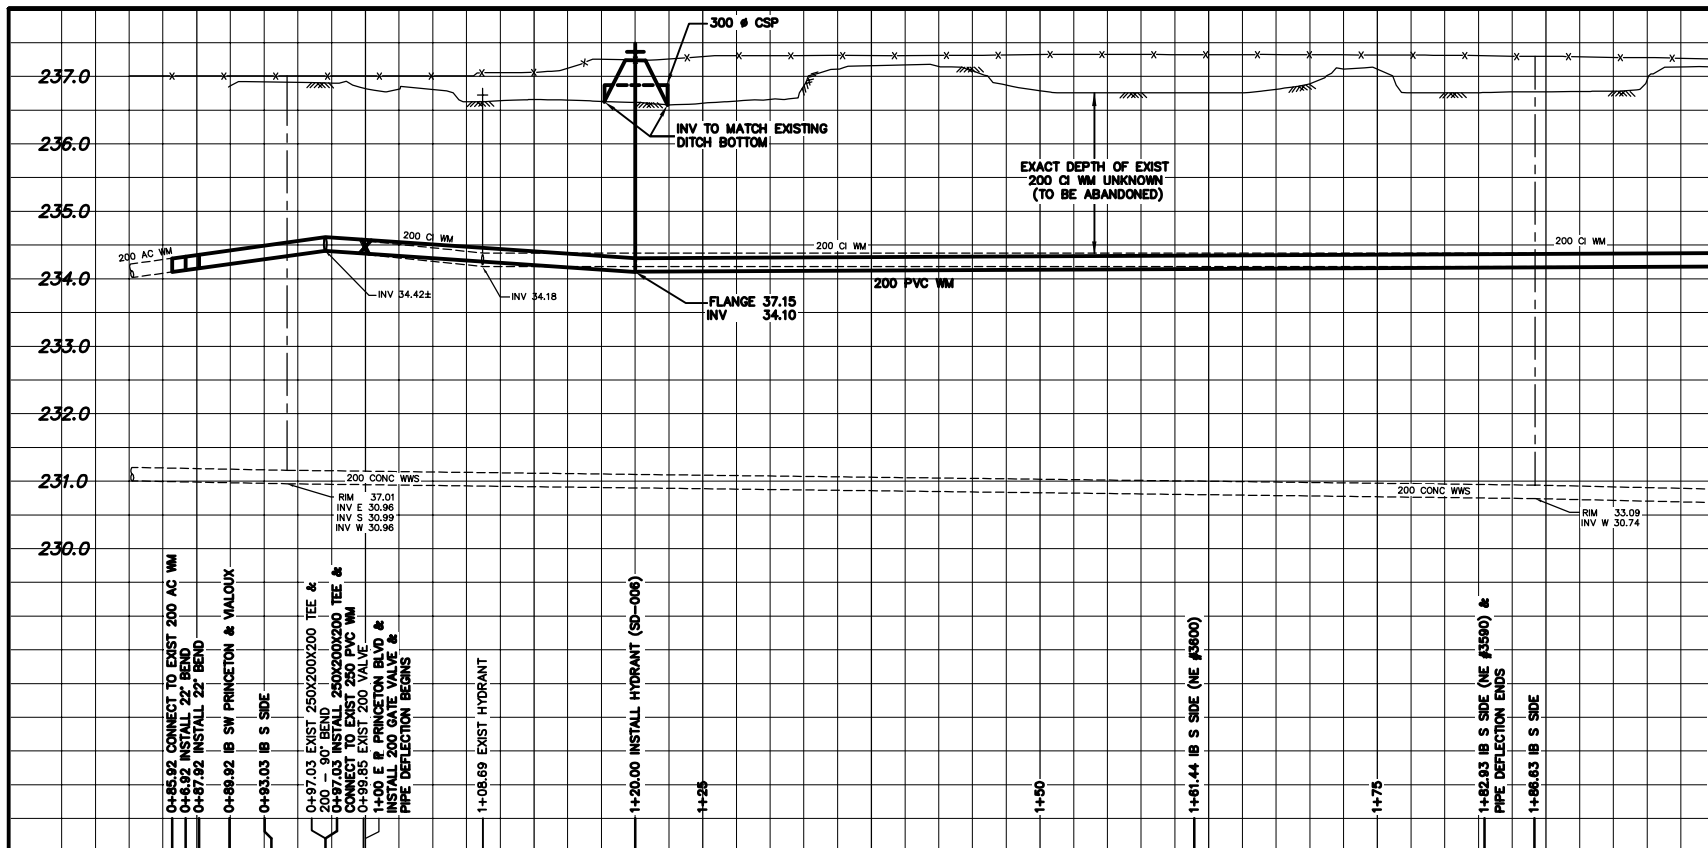 300 ø CSP
237.0
236.0
235.0
234.0
233.0
232.0
231.0
230.0
INV TO MATCH EXISTING
DITCH BOTTOM
EXACT DEPTH OF EXIST
200 CI WM UNKNOWN
(TO BE ABANDONED)
200 AC WM
200 CI WM
200 CI WM
200 CI WM
INV 34.42±
INV 34.18
FLANGE 37.15
INV 34.10
200 PVC WM
200 CONC WWS
RIM 37.01
INV E 30.96
INV S 30.99
INV W 30.96
200 CONC WWS
RIM 33.09
INV W 30.74
0+85.92 CONNECT TO EXIST 200 AC WM
0+6.92 INSTALL 22° BEND
0+87.92 INSTALL 22° BEND
0+89.92 IB SW PRINCETON & VIALOUX
0+93.03 IB S SIDE
0+97.03 EXIST 250X200X200 TEE &
200 - 90° BEND
0+97.03 INSTALL 250X200X200 TEE &
CONNECT TO EXIST 250 PVC WM
0+99.85 EXIST 200 VALVE
1+00 E ⅊ PRINCETON BLVD &
INSTALL 200 GATE VALVE &
PIPE DEFLECTION BEGINS
1+08.69 EXIST HYDRANT
1+20.00 INSTALL HYDRANT (SD-006)
1+25
1+50
1+61.44 IB S SIDE (NE #3600)
1+75
1+82.93 IB S SIDE (NE #3590) &
PIPE DEFLECTION ENDS
1+86.63 IB S SIDE